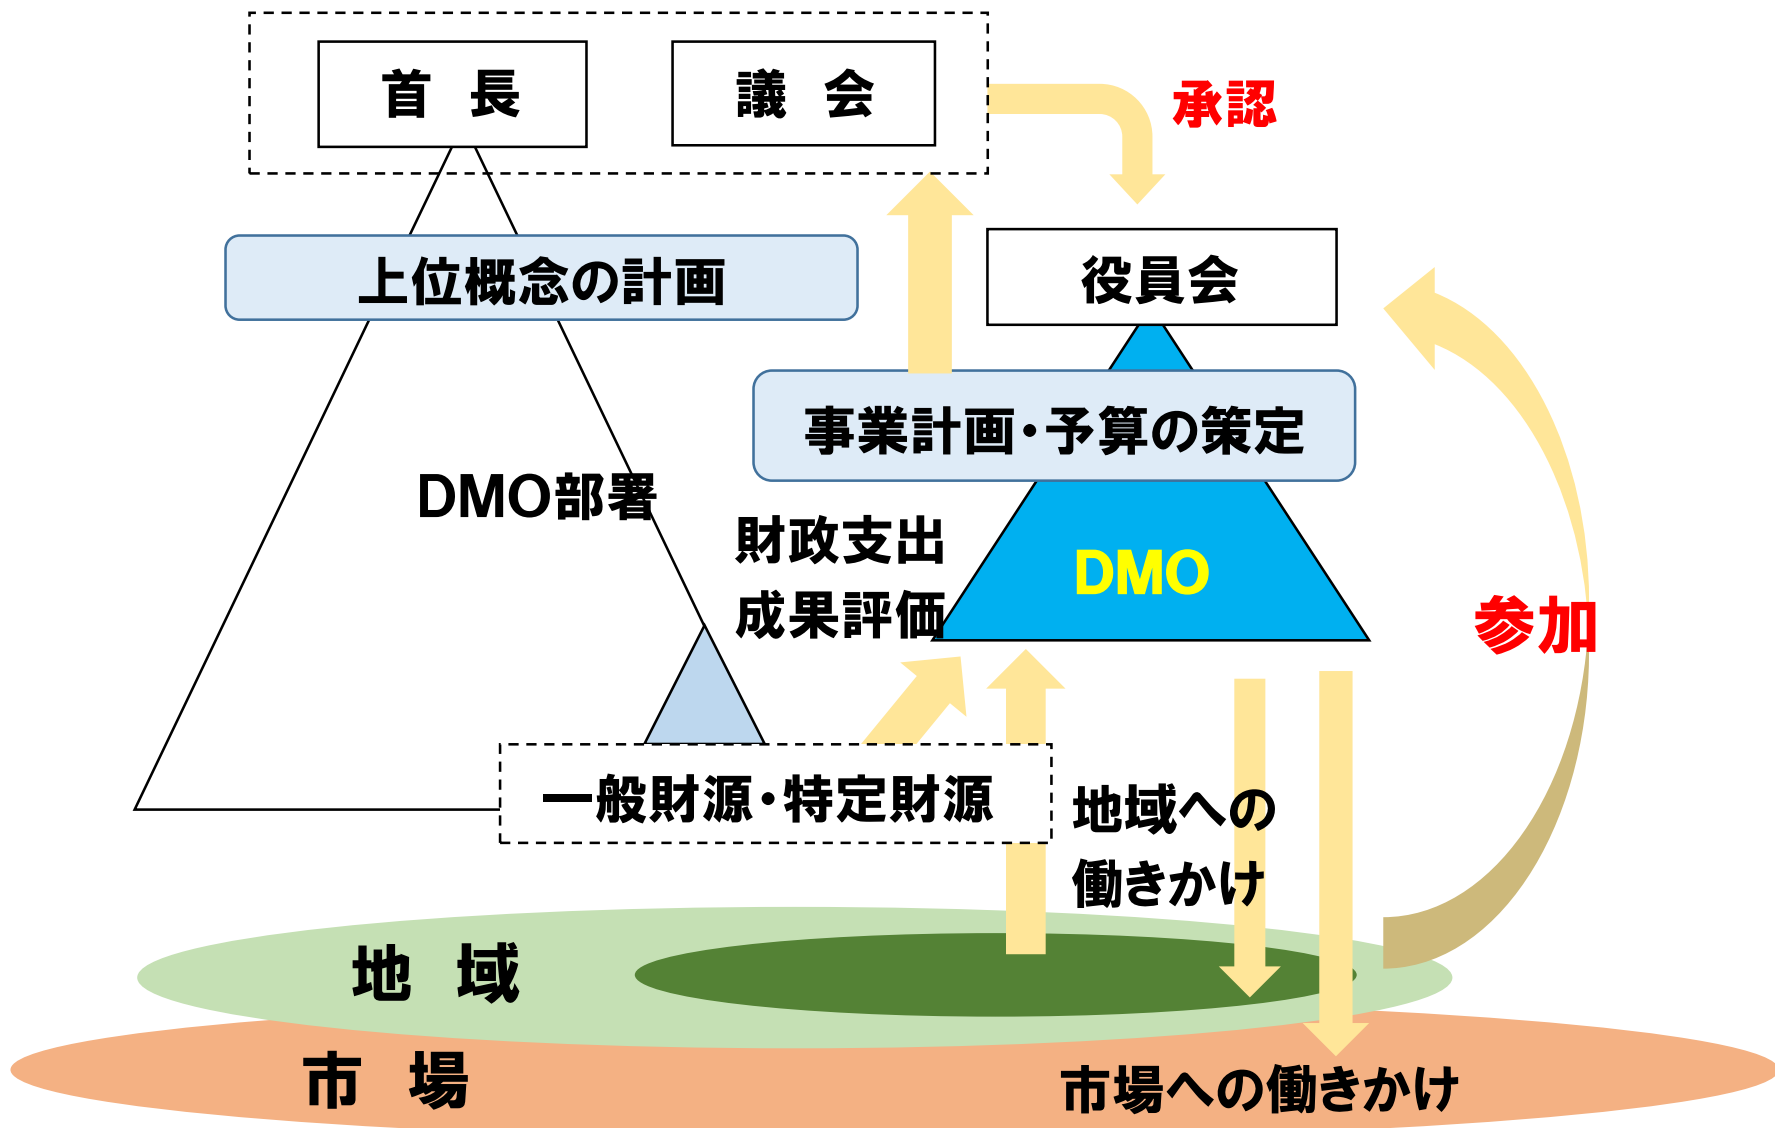 首 長
議 会
承認
上位概念の計画
役員会
事業計画・予算の策定
DMO部署
財政支出
成果評価
DMO
参加
一般財源・特定財源
地域への
働きかけ
地 域
市 場
市場への働きかけ